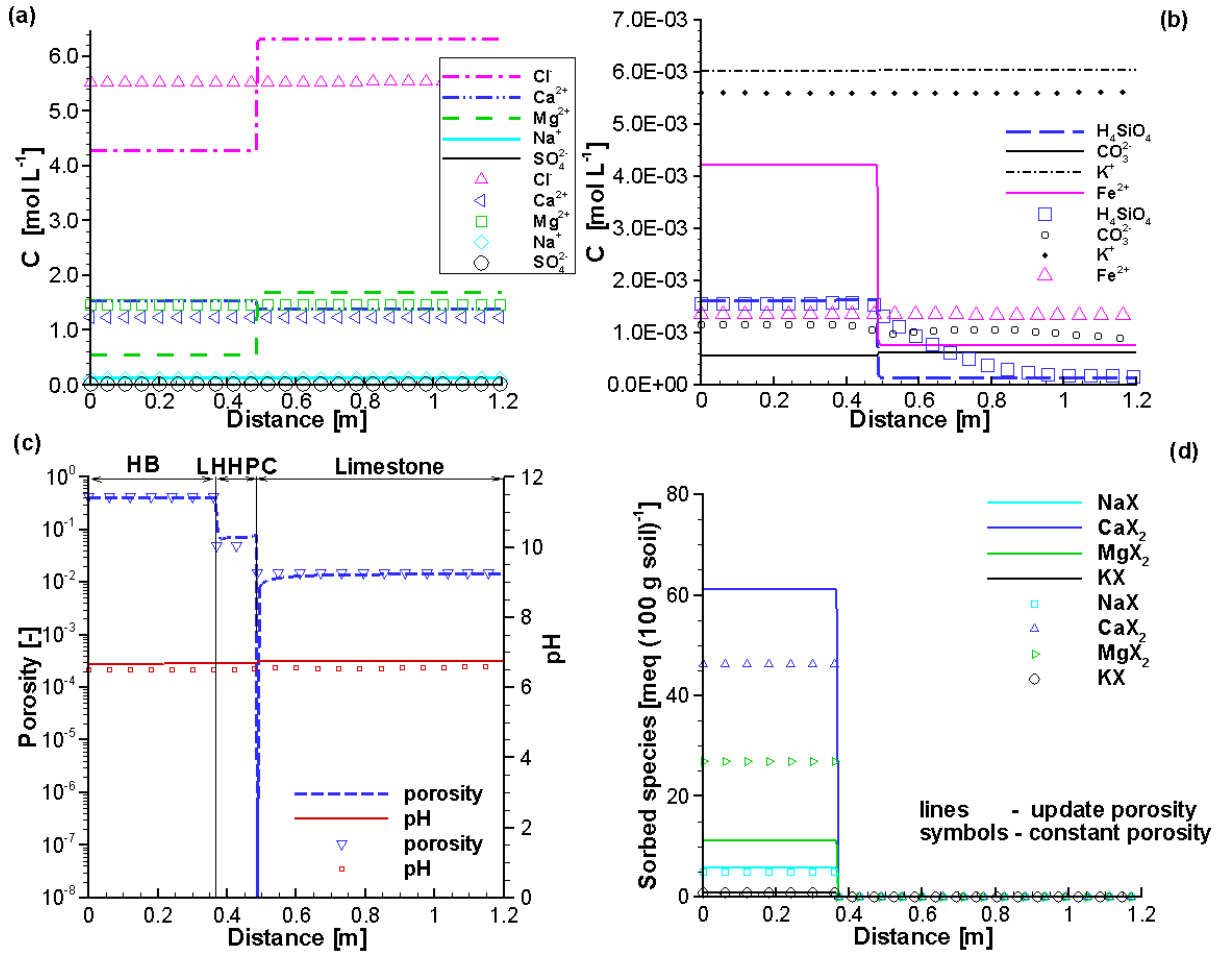 (a)
C [mol L⁻¹]
6.0
5.0
4.0
3.0
2.0
1.0
0.0
0 0.2 0.4 0.6 0.8 1 1.2
Distance [m]
Cl⁻
Ca²⁺
Mg²⁺
Na⁺
SO₄²⁻
Cl⁻
Ca²⁺
Mg²⁺
Na⁺
SO₄²⁻
(b)
C [mol L⁻¹]
7.0E-03
6.0E-03
5.0E-03
4.0E-03
3.0E-03
2.0E-03
1.0E-03
0.0E+00
0 0.2 0.4 0.6 0.8 1 1.2
Distance [m]
H₄SiO₄
CO₃²⁻
K⁺
Fe²⁺
H₄SiO₄
CO₃²⁻
K⁺
Fe²⁺
(c)
HB LHHPC Limestone
Porosity [-]
10⁰
10⁻¹
10⁻²
10⁻³
10⁻⁴
10⁻⁵
10⁻⁶
10⁻⁷
10⁻⁸
pH
12
10
8
6
4
2
0
0 0.2 0.4 0.6 0.8 1 1.2
Distance [m]
porosity
pH
porosity
pH
(d)
Sorbed species [meq (100 g soil)⁻¹]
80
60
40
20
0
0 0.2 0.4 0.6 0.8 1 1.2
Distance [m]
NaX
CaX₂
MgX₂
KX
NaX
CaX₂
MgX₂
KX
lines - update porosity
symbols - constant porosity